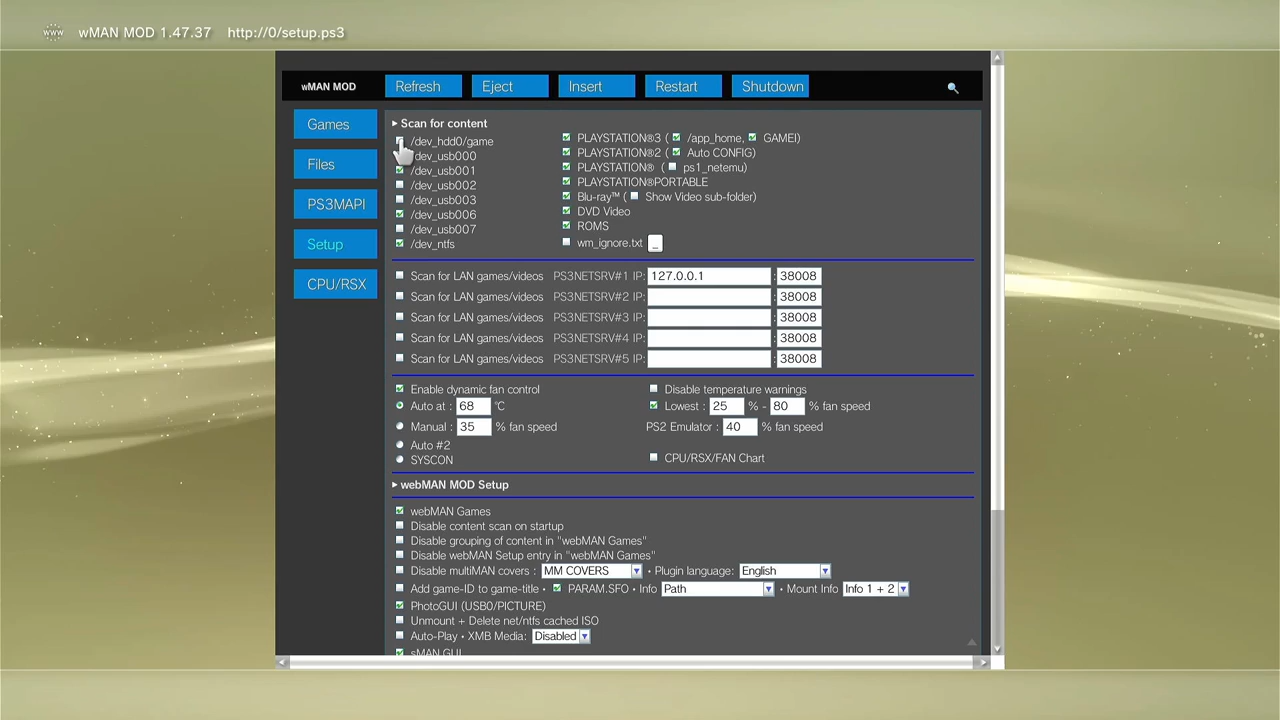 wMAN MOD 1.47.37 http://0/setup.ps3
wMAN MOD Refresh Eject Insert Restart Shutdown
Games
Files
PS3MAPI
Setup
CPU/RSX
Scan for content
/dev_hdd0/game
/dev_usb000
/dev_usb001
/dev_usb002
/dev_usb003
/dev_usb006
/dev_usb007
/dev_ntfs
PLAYSTATION®3 ( /app_home, GAMEI)
PLAYSTATION®2 ( Auto CONFIG)
PLAYSTATION® ( ps1_netemu)
PLAYSTATION®PORTABLE
Blu-ray™ ( Show Video sub-folder)
DVD Video
ROMS
wm_ignore.txt _
Scan for LAN games/videos PS3NETSRV#1 IP: 127.0.0.1 : 38008
Scan for LAN games/videos PS3NETSRV#2 IP: : 38008
Scan for LAN games/videos PS3NETSRV#3 IP: : 38008
Scan for LAN games/videos PS3NETSRV#4 IP: : 38008
Scan for LAN games/videos PS3NETSRV#5 IP: : 38008
Enable dynamic fan control Disable temperature warnings
Auto at : 68 °C Lowest : 25 % - 80 % fan speed
Manual : 35 % fan speed PS2 Emulator : 40 % fan speed
Auto #2
SYSCON CPU/RSX/FAN Chart
webMAN MOD Setup
webMAN Games
Disable content scan on startup
Disable grouping of content in "webMAN Games"
Disable webMAN Setup entry in "webMAN Games"
Disable multiMAN covers : MM COVERS • Plugin language: English
Add game-ID to game-title • PARAM.SFO • Info Path • Mount Info Info 1 + 2
PhotoGUI (USB0/PICTURE)
Unmount + Delete net/ntfs cached ISO
Auto-Play • XMB Media: Disabled
sMAN GUI